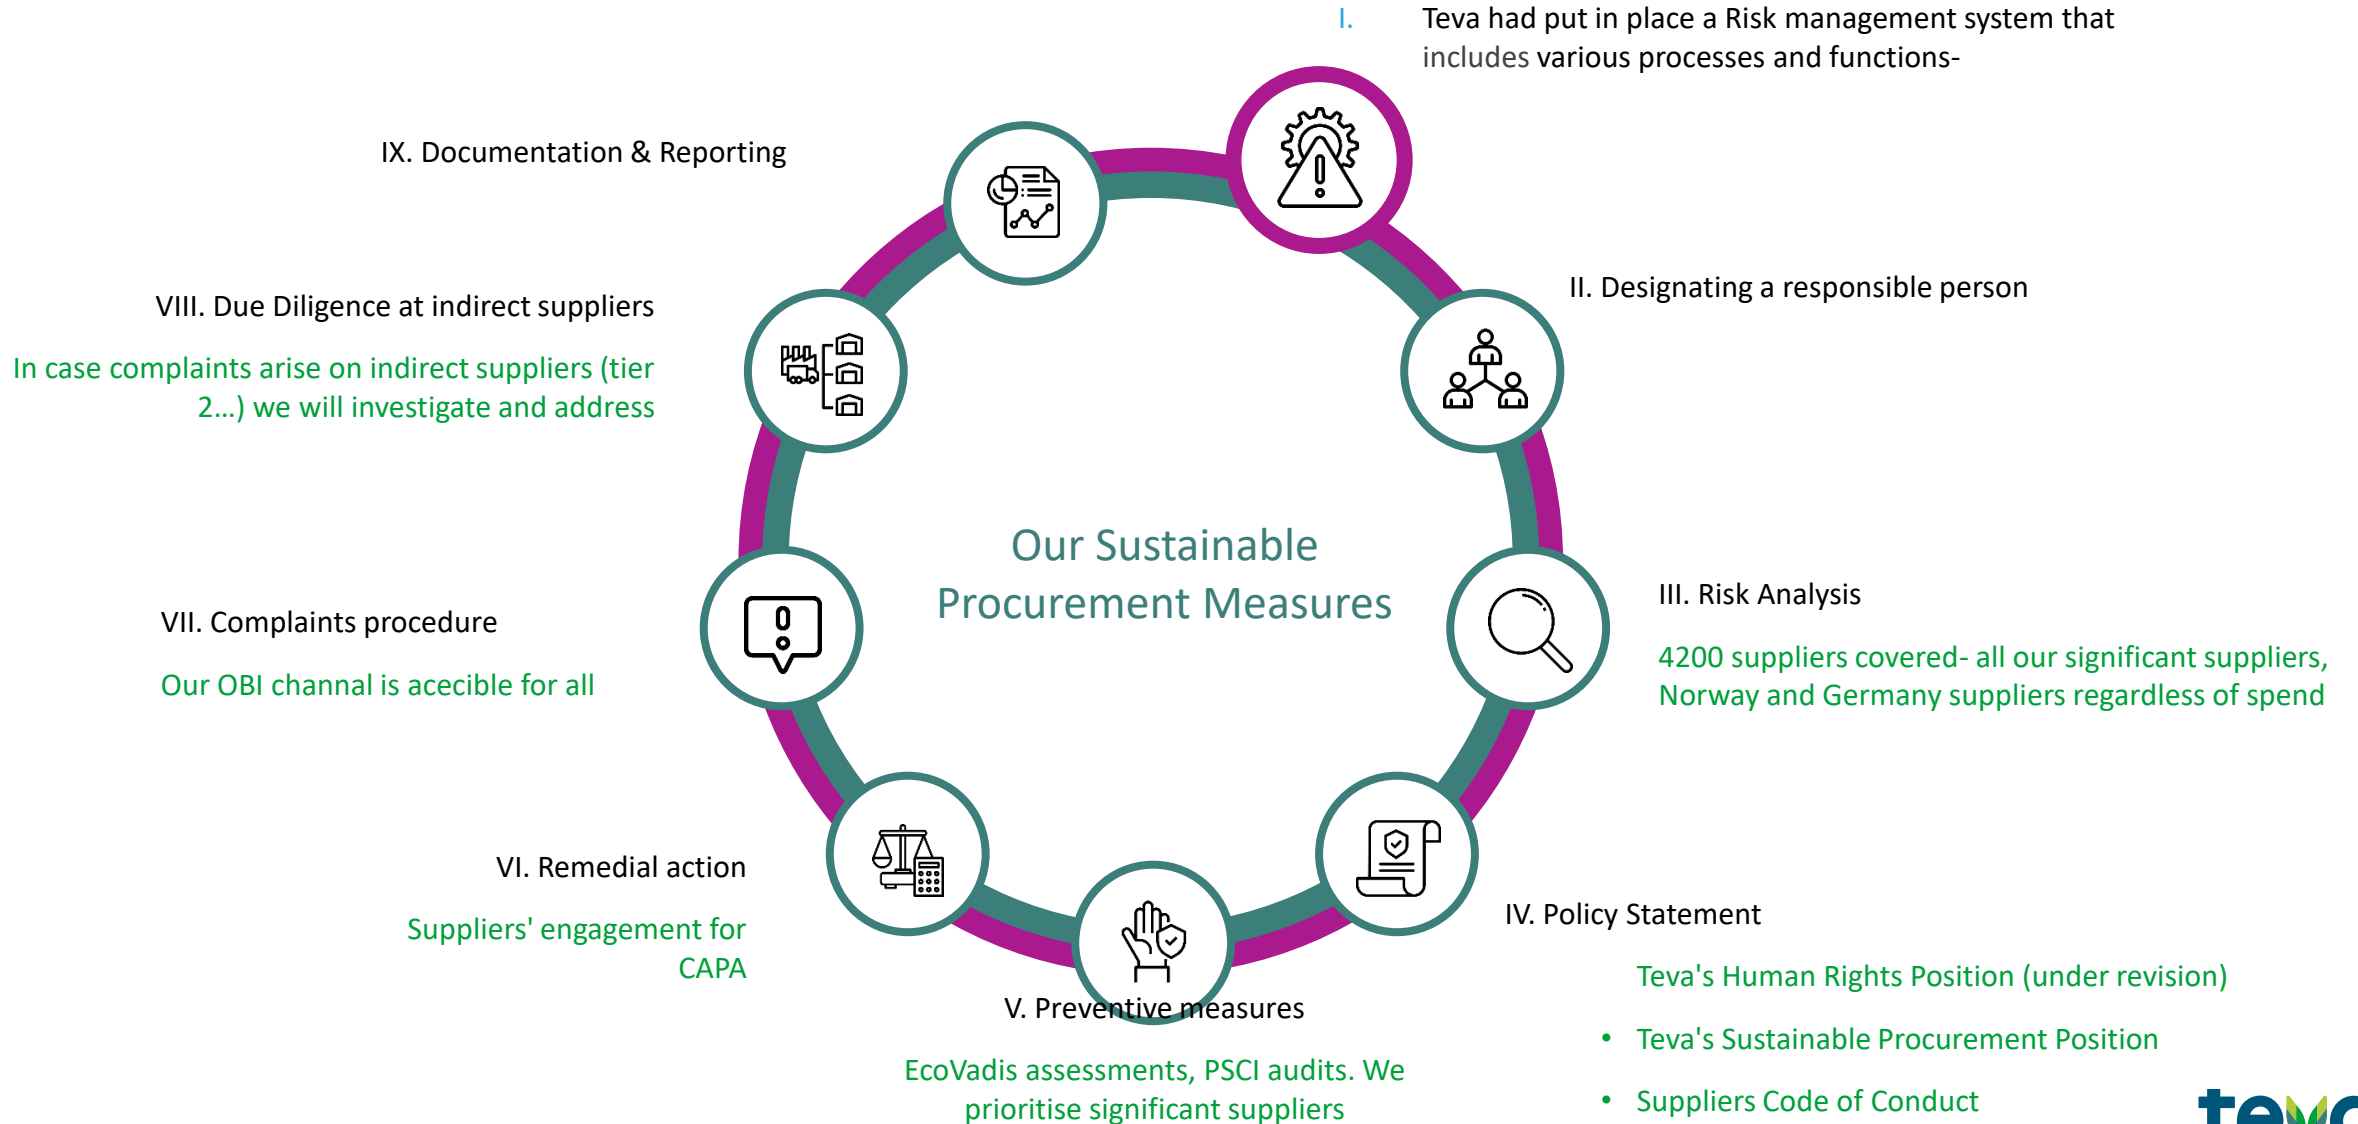 I. Teva had put in place a Risk management system that
includes various processes and functions-
II. Designating a responsible person
III. Risk Analysis
4200 suppliers covered- all our significant suppliers,
Norway and Germany suppliers regardless of spend
IV. Policy Statement
Teva's Human Rights Position (under revision)
• Teva's Sustainable Procurement Position
• Suppliers Code of Conduct
V. Preventive measures
EcoVadis assessments, PSCI audits. We
prioritise significant suppliers
VI. Remedial action
Suppliers' engagement for
CAPA
VII. Complaints procedure
Our OBI channal is acecible for all
VIII. Due Diligence at indirect suppliers
In case complaints arise on indirect suppliers (tier
2...) we will investigate and address
IX. Documentation & Reporting
Our Sustainable
Procurement Measures
teva